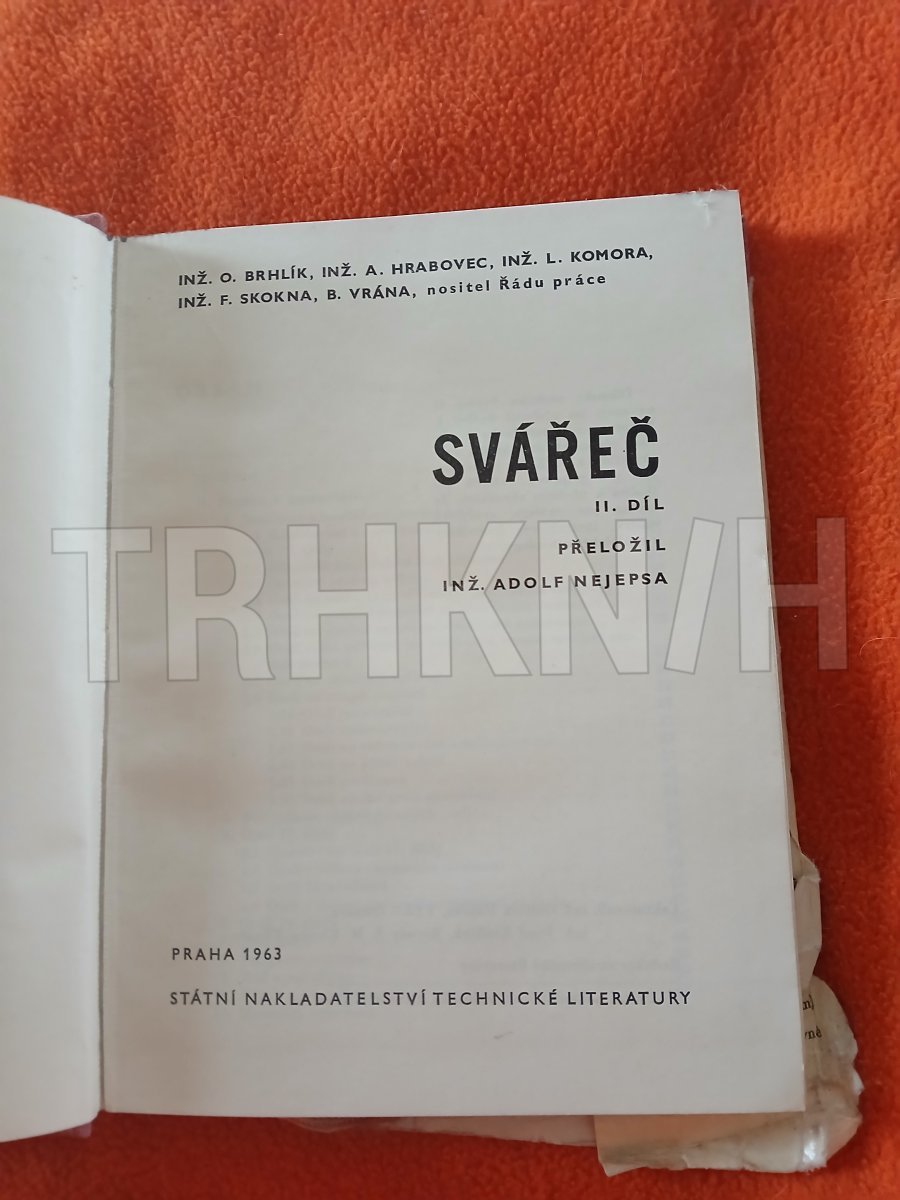 INŽ. O. BRHLÍK, INŽ. A. HRABOVEC, INŽ. L. KOMORA,
INŽ. F. SKOKNA, B. VRÁNA, nositel Řádu práce
SVÁŘEČ
II. DÍL
PŘELOŽIL
INŽ. ADOLF NEJEPSA
TRHKN/H
PRAHA 1963
STÁTNÍ NAKLADATELSTVÍ TECHNICKÉ LITERATURY